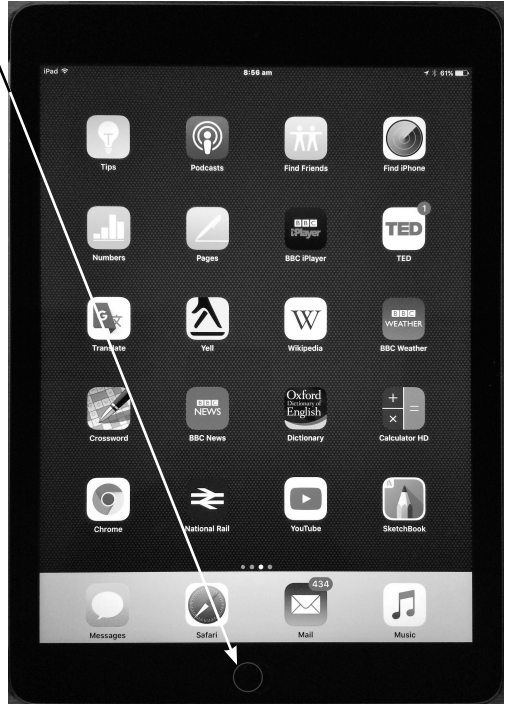 iPad 8:56 am 61%
Tips Podcasts Find Friends Find iPhone
BBC
iPlayer
1
TED
Numbers Pages BBC iPlayer TED
G
W
BBC
WEATHER
Translate Yell Wikipedia BBC Weather
BBC
NEWS
Oxford
Dictionary of
English
+
=
×
Crossword BBC News Dictionary Calculator HD
Chrome National Rail YouTube SketchBook
434
Messages Safari Mail Music